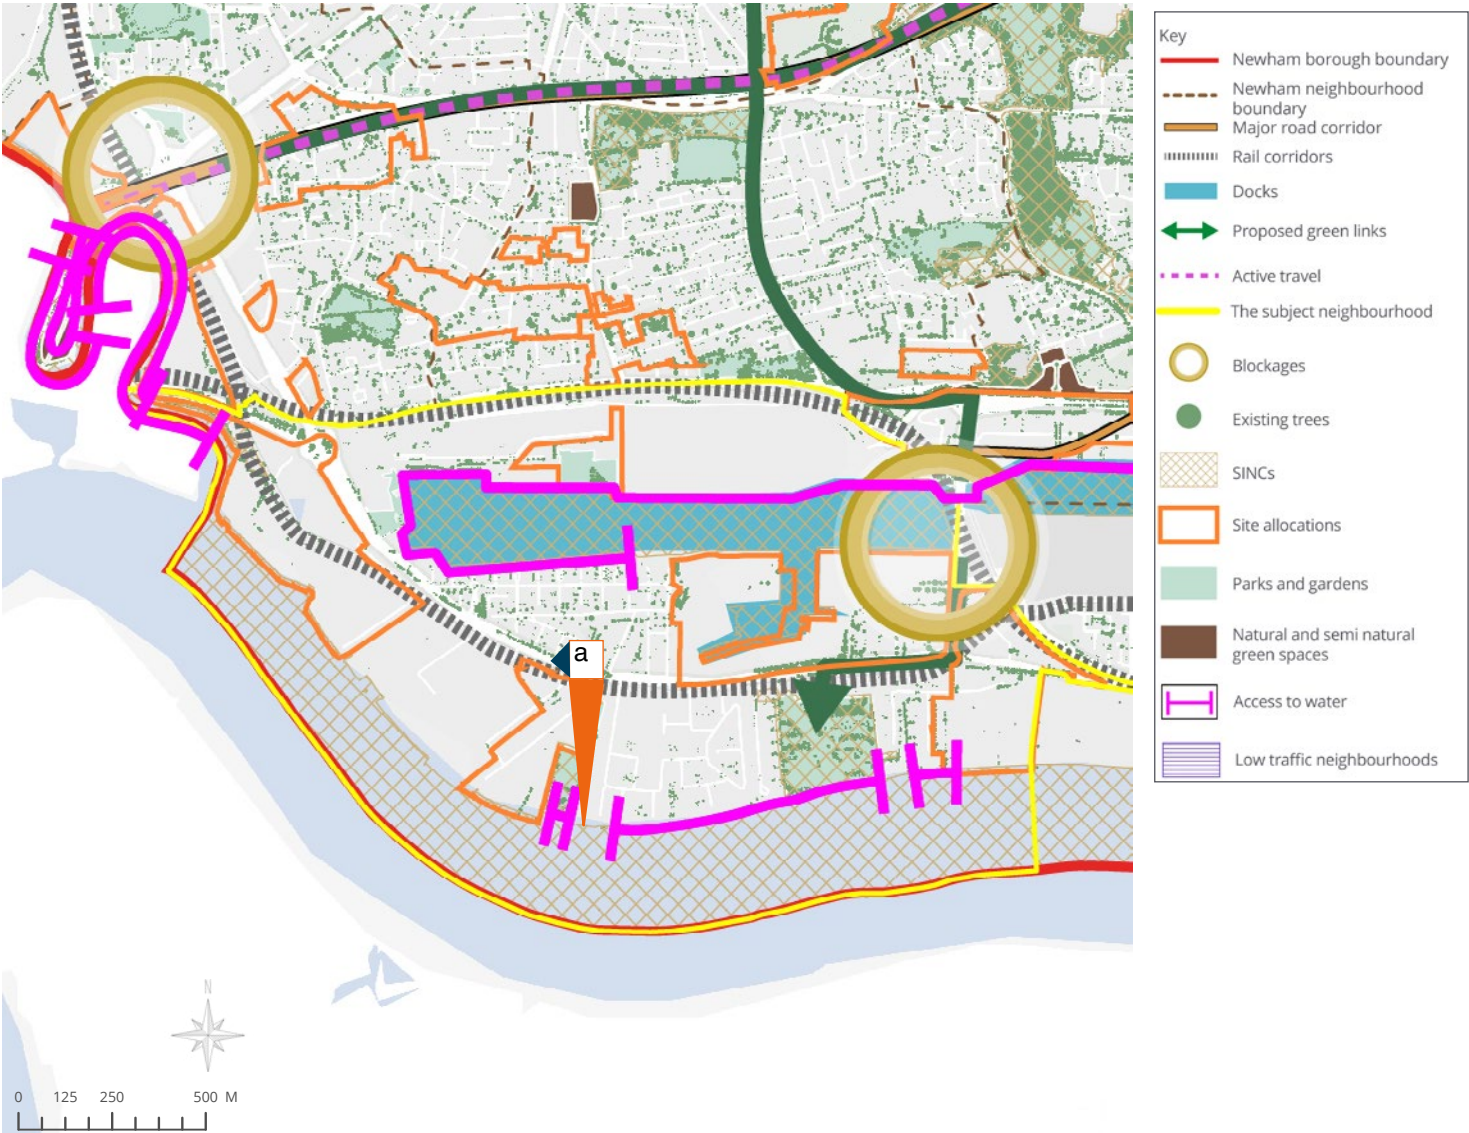 Key
Newham borough boundary
Newham neighbourhood
boundary
Major road corridor
Rail corridors
Docks
Proposed green links
Active travel
The subject neighbourhood
Blockages
Existing trees
SINCs
Site allocations
Parks and gardens
Natural and semi natural
green spaces
Access to water
Low traffic neighbourhoods
a
N
0 125 250 500 M